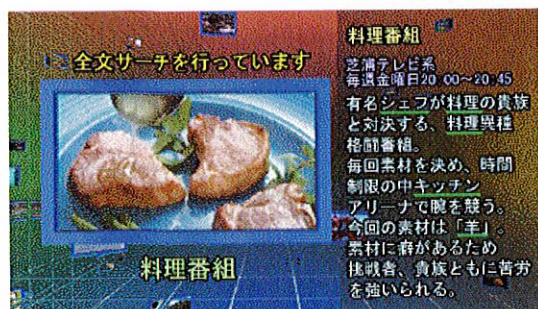 全文サーチを行っています
料理番組
料理番組
芝浦テレビ系
毎週金曜日20:00~20:45
有名シェフが料理の貴族
と対決する、料理異種
格闘番組。
毎回素材を決め、時間
制限の中キッチン
アリーナで腕を競う。
今回の素材は「羊」。
素材に癖があるため
挑戦者、貴族ともに苦労
を強いられる。